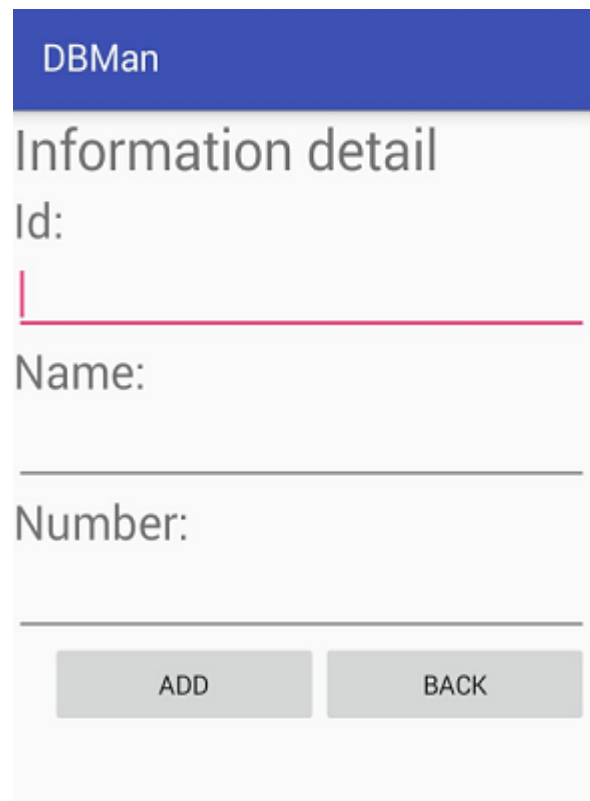 DBMan
Information detail
Id:
Name:
Number:
ADD BACK